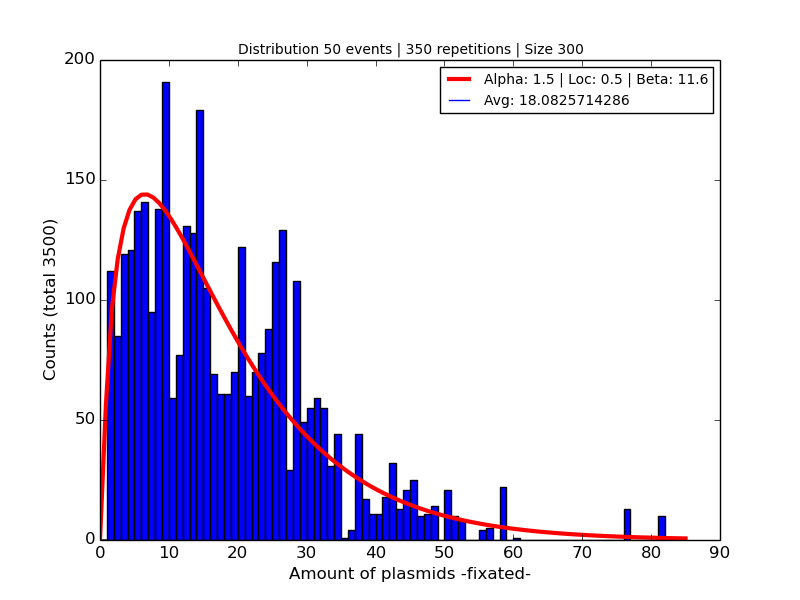 Distribution 50 events | 350 repetitions | Size 300
Alpha: 1.5 | Loc: 0.5 | Beta: 11.6
Avg: 18.0825714286
200
150
100
50
0
Counts (total 3500)
0 10 20 30 40 50 60 70 80 90
Amount of plasmids -fixated-